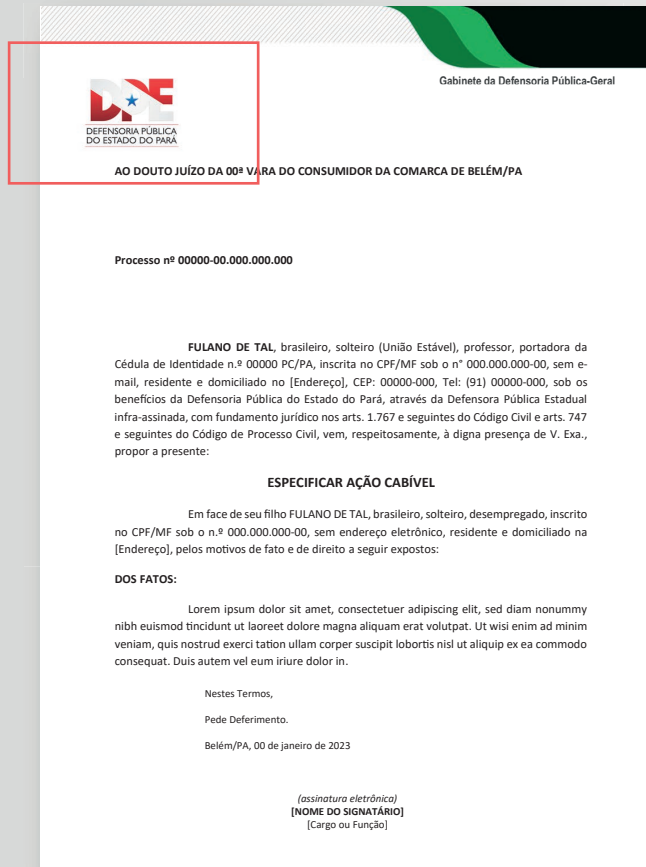 Gabinete da Defensoria Pública-Geral
DPE
DEFENSORIA PÚBLICA
DO ESTADO DO PARÁ
AO DOUTO JUÍZO DA 00ª VARA DO CONSUMIDOR DA COMARCA DE BELÉM/PA
Processo nº 00000-00.000.000.000
FULANO DE TAL, brasileiro, solteiro (União Estável), professor, portadora da
Cédula de Identidade n.º 00000 PC/PA, inscrita no CPF/MF sob o n° 000.000.000-00, sem e-
mail, residente e domiciliado no [Endereço], CEP: 00000-000, Tel: (91) 00000-000, sob os
benefícios da Defensoria Pública do Estado do Pará, através da Defensora Pública Estadual
infra-assinada, com fundamento jurídico nos arts. 1.767 e seguintes do Código Civil e arts. 747
e seguintes do Código de Processo Civil, vem, respeitosamente, à digna presença de V. Exa.,
propor a presente:
ESPECIFICAR AÇÃO CABÍVEL
Em face de seu filho FULANO DE TAL, brasileiro, solteiro, desempregado, inscrito
no CPF/MF sob o n.º 000.000.000-00, sem endereço eletrônico, residente e domiciliado na
[Endereço], pelos motivos de fato e de direito a seguir expostos:
DOS FATOS:
Lorem ipsum dolor sit amet, consectetuer adipiscing elit, sed diam nonummy
nibh euismod tincidunt ut laoreet dolore magna aliquam erat volutpat. Ut wisi enim ad minim
veniam, quis nostrud exerci tation ullam corper suscipit lobortis nisl ut aliquip ex ea commodo
consequat. Duis autem vel eum iriure dolor in.
Nestes Termos,
Pede Deferimento.
Belém/PA, 00 de janeiro de 2023
(assinatura eletrônica)
[NOME DO SIGNATÁRIO]
[Cargo ou Função]